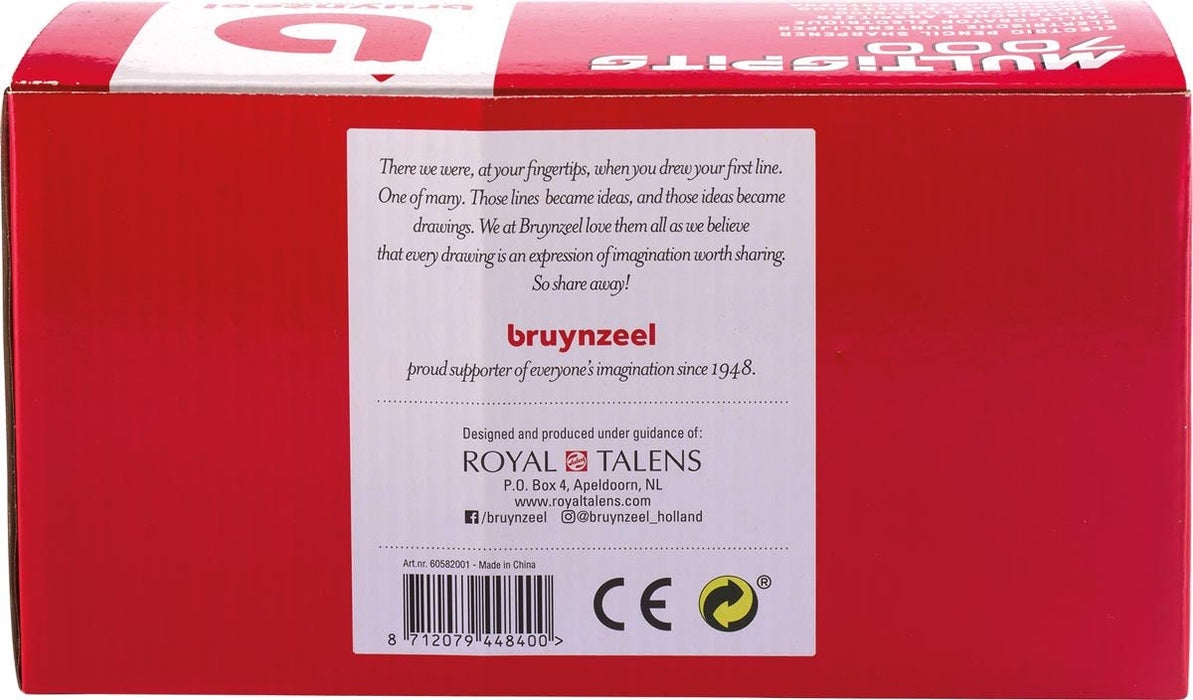 bruynzeel
MULTISPITS
7000
ELECTRIC PENCIL SHARPENER
There we were, at your fingertips, when you drew your first line.
One of many. Those lines became ideas, and those ideas became
drawings. We at Bruynzeel love them all as we believe
that every drawing is an expression of imagination worth sharing.
So share away!
bruynzeel
proud supporter of everyone's imagination since 1948.
Designed and produced under guidance of:
ROYAL TALENS
P.O. Box 4, Apeldoorn, NL
www.royaltalens.com
/bruynzeel @bruynzeel_holland
Art.nr. 60582001 - Made in China
8 712079 448400 >
CE ®